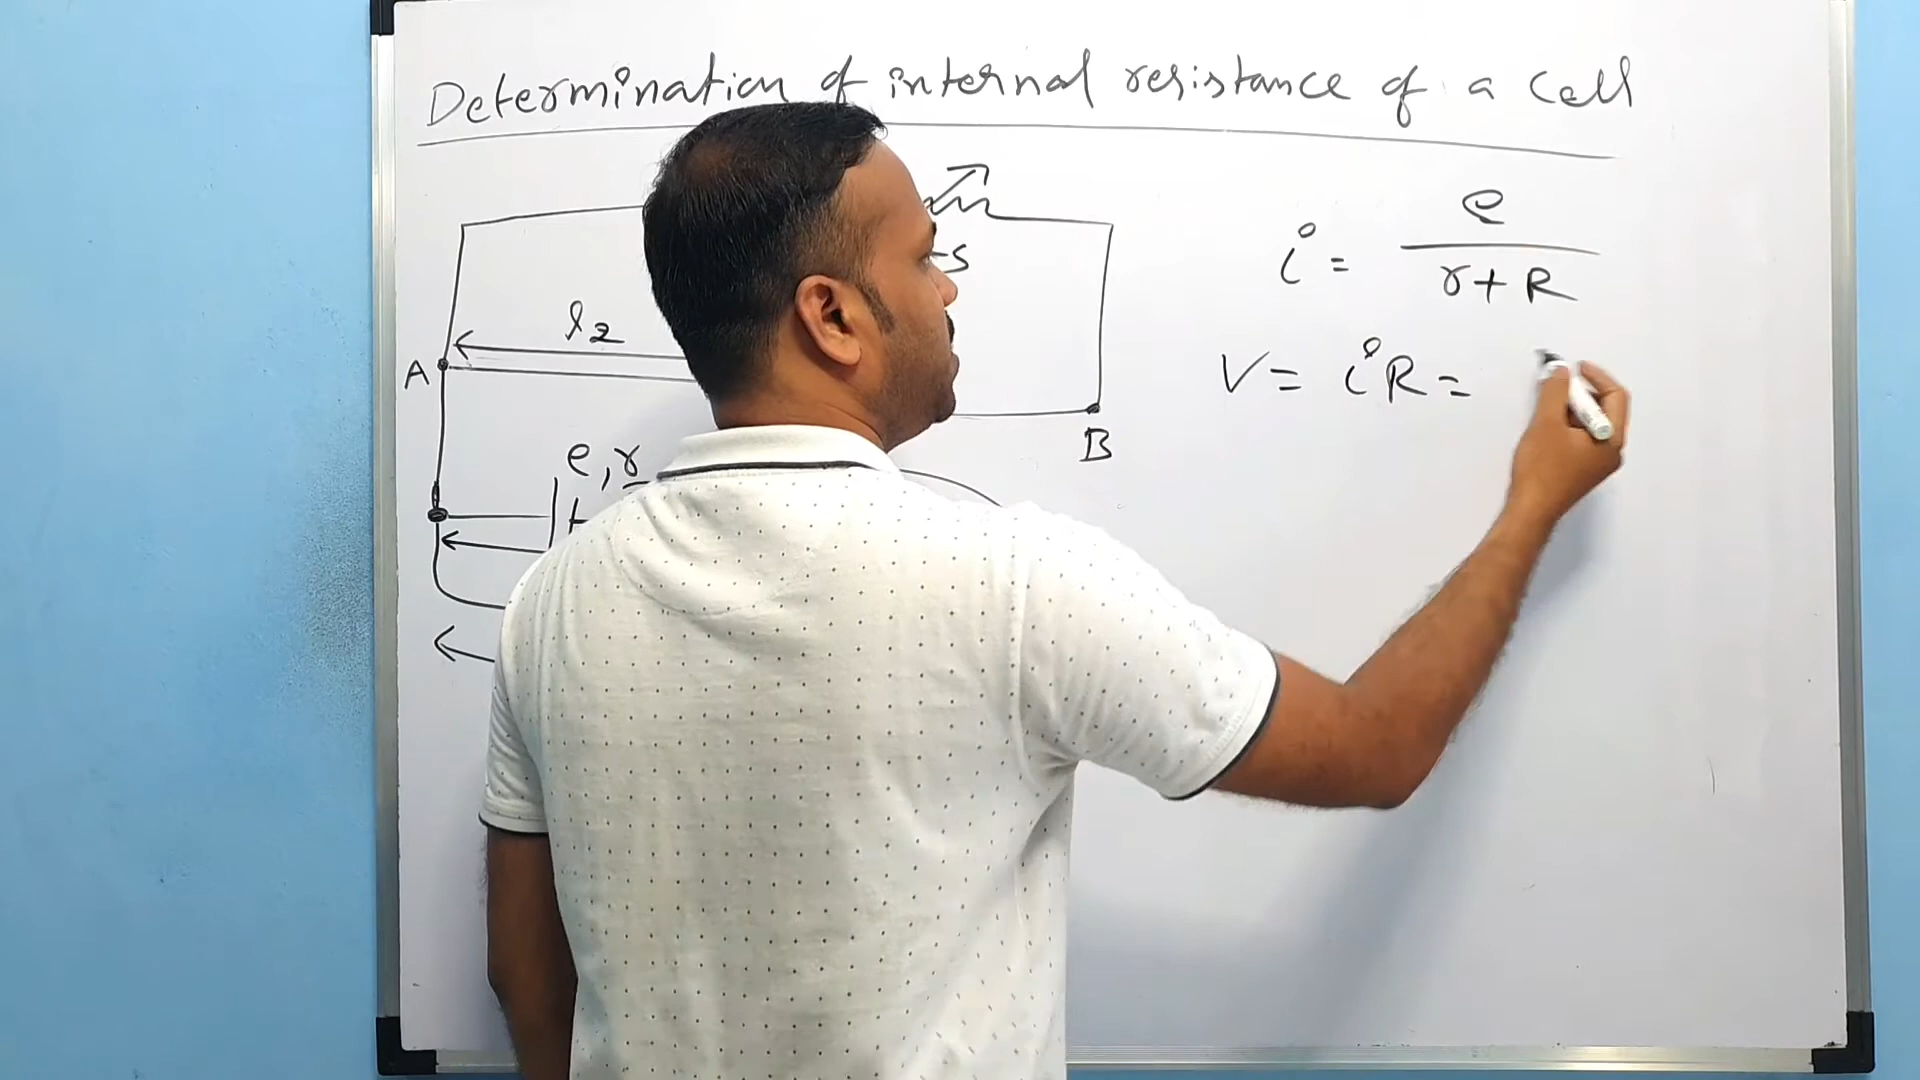 Determination of internal resistance of a cell
i = e / r + R
l2
-s
A
V = iR =
B
e, r